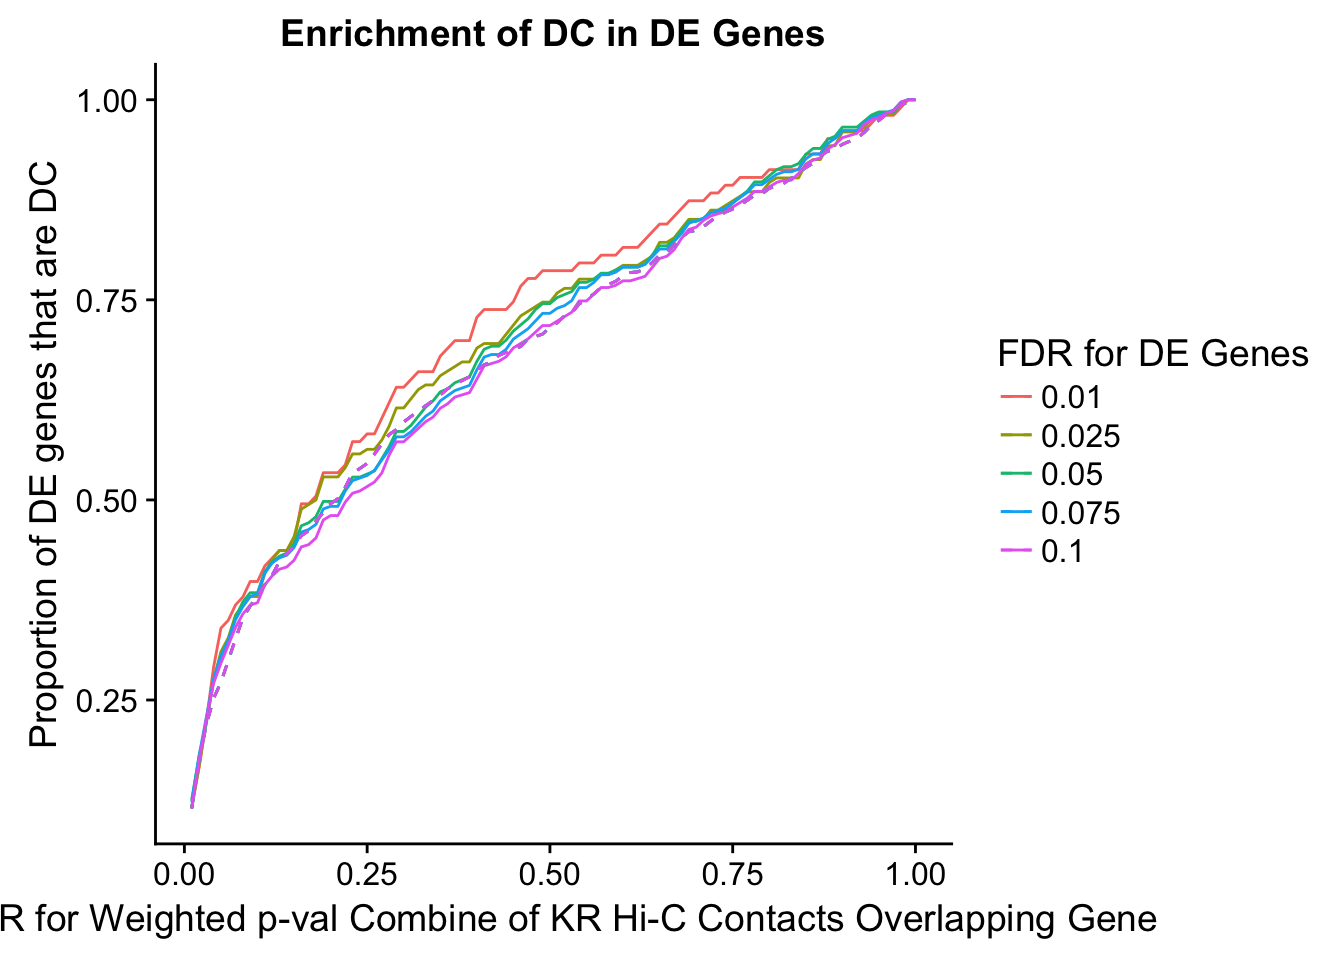 Enrichment of DC in DE Genes
Proportion of DE genes that are DC
1.00
0.75
0.50
0.25
0.00 0.25 0.50 0.75 1.00
R for Weighted p-val Combine of KR Hi-C Contacts Overlapping Gene
FDR for DE Genes
0.01
0.025
0.05
0.075
0.1